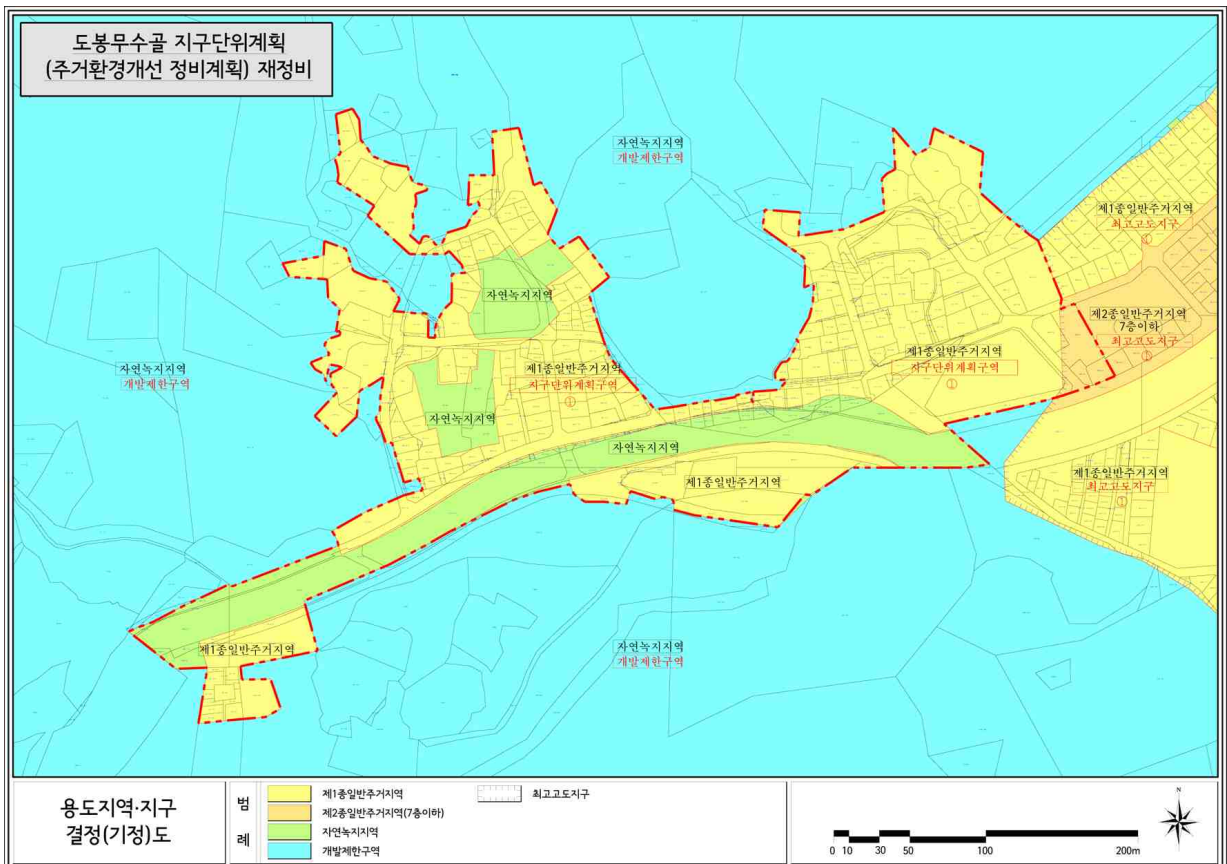 도봉무수골 지구단위계획
(주거환경개선 정비계획) 재정비
자연녹지지역
개발제한구역
제1종일반주거지역
최고고도지구
①
자연녹지지역
제2종일반주거지역
7층이하
최고고도지구
①
제1종일반주거지역
지구단위계획구역
①
자연녹지지역
개발제한구역
제1종일반주거지역
지구단위계획구역
①
자연녹지지역
자연녹지지역
제1종일반주거지역
제1종일반주거지역
최고고도지구
①
제1종일반주거지역
자연녹지지역
개발제한구역
용도지역·지구
결정(기정)도
범
례
제1종일반주거지역
최고고도지구
제2종일반주거지역(7층이하)
자연녹지지역
개발제한구역
N
0 10 30 50 100 200m